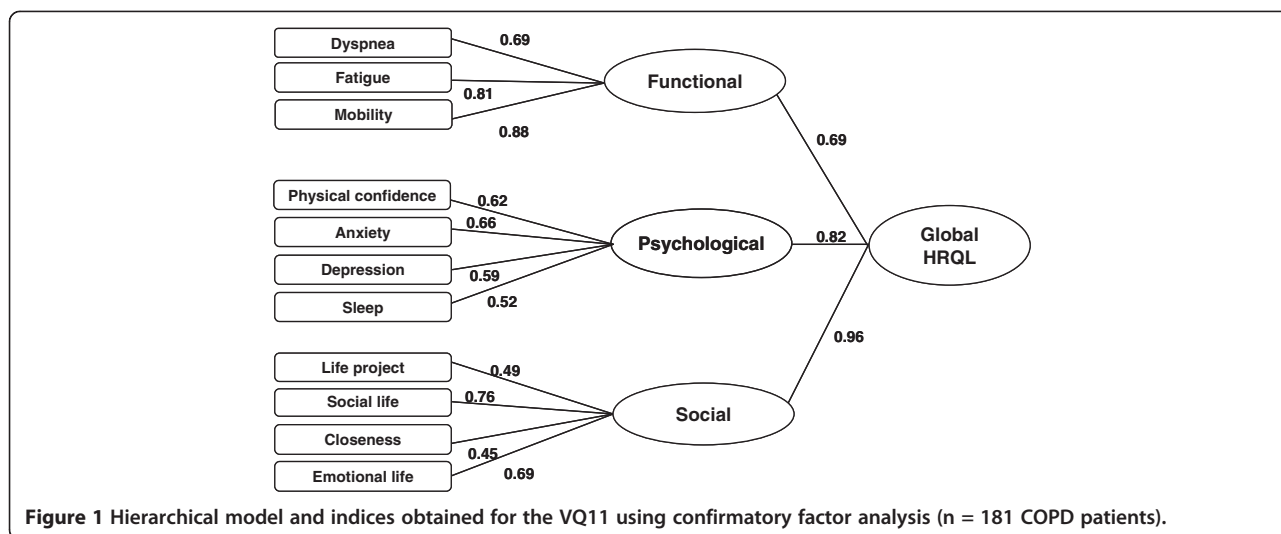 Dyspnea
0.69
Fatigue
0.81
Mobility
0.88
Functional
0.69
Physical confidence
0.62
Anxiety
0.66
Depression
0.59
Sleep
0.52
Psychological
0.82
Global
HRQL
Life project
0.49
Social life
0.76
Closeness
0.45
Emotional life
0.69
Social
0.96
Figure 1 Hierarchical model and indices obtained for the VQ11 using confirmatory factor analysis (n = 181 COPD patients).